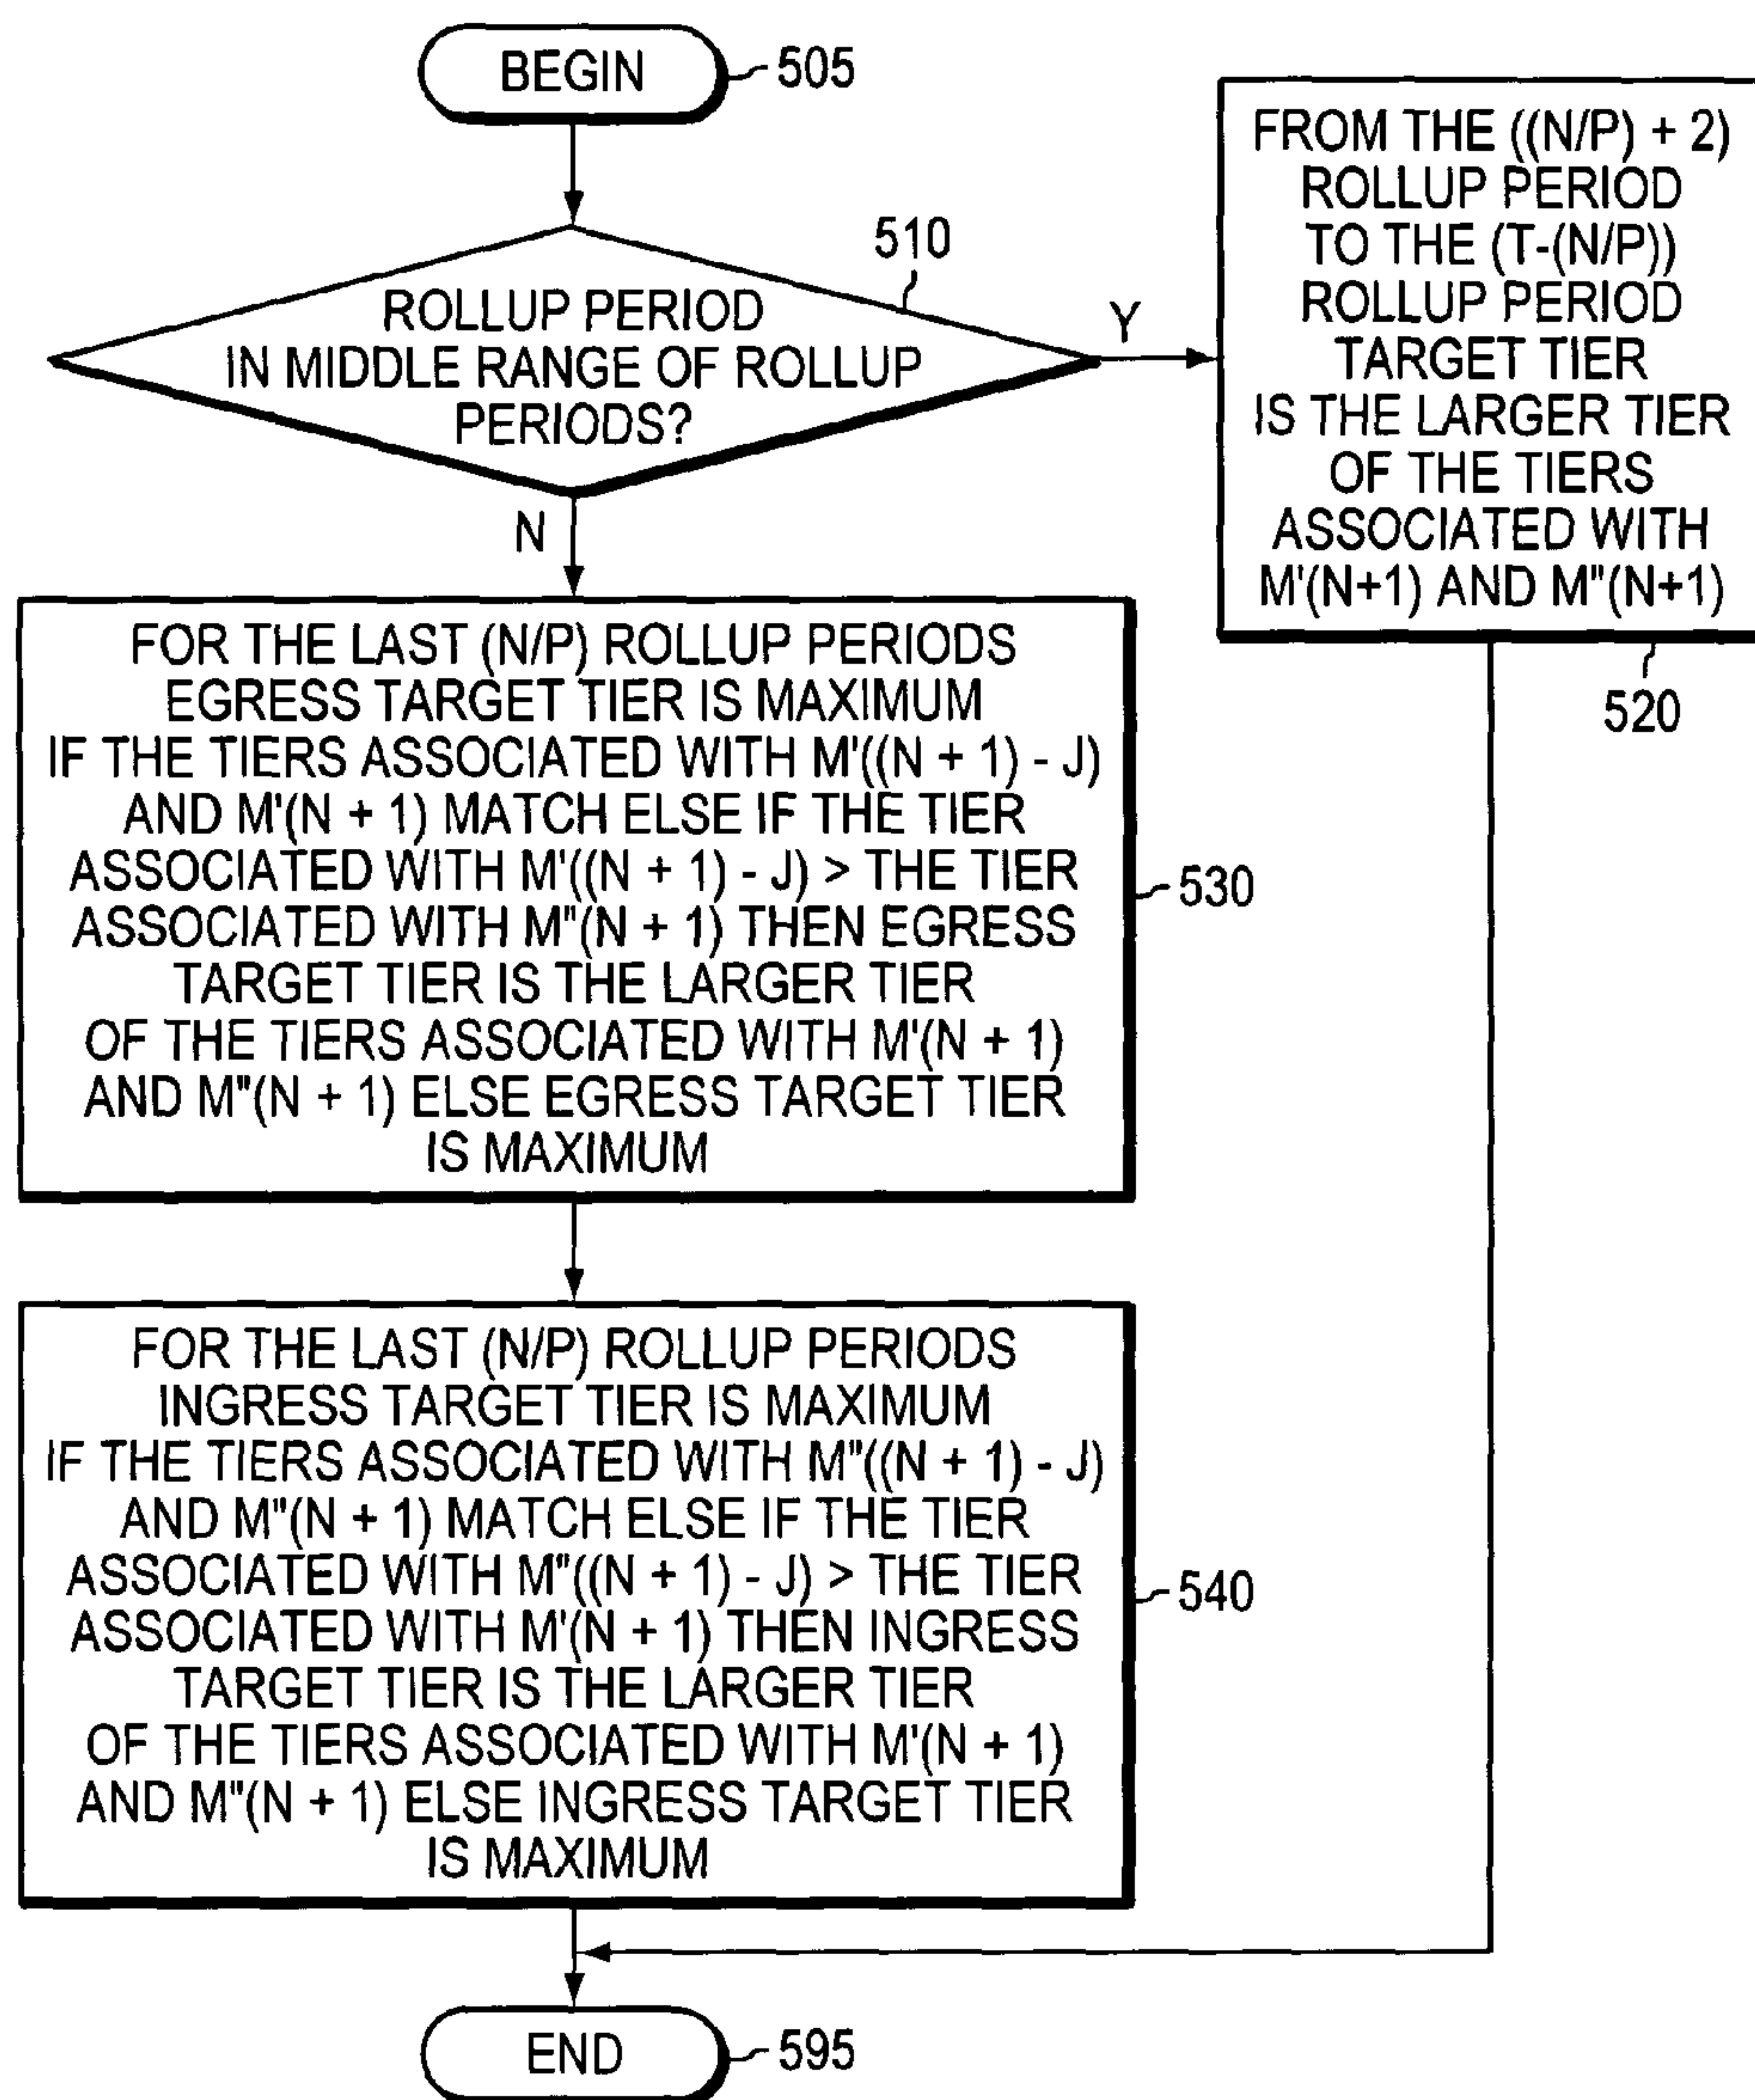 BEGIN
505
510
ROLLUP PERIOD
IN MIDDLE RANGE OF ROLLUP
PERIODS?
Y
N
FROM THE ((N/P) + 2)
ROLLUP PERIOD
TO THE (T-(N/P))
ROLLUP PERIOD
TARGET TIER
IS THE LARGER TIER
OF THE TIERS
ASSOCIATED WITH
M'(N+1) AND M"(N+1)
520
FOR THE LAST (N/P) ROLLUP PERIODS
EGRESS TARGET TIER IS MAXIMUM
IF THE TIERS ASSOCIATED WITH M'((N + 1) - J)
AND M'(N + 1) MATCH ELSE IF THE TIER
ASSOCIATED WITH M'((N + 1) - J) > THE TIER
ASSOCIATED WITH M"(N + 1) THEN EGRESS
TARGET TIER IS THE LARGER TIER
OF THE TIERS ASSOCIATED WITH M'(N + 1)
AND M"(N + 1) ELSE EGRESS TARGET TIER
IS MAXIMUM
530
FOR THE LAST (N/P) ROLLUP PERIODS
INGRESS TARGET TIER IS MAXIMUM
IF THE TIERS ASSOCIATED WITH M"((N + 1) - J)
AND M"(N + 1) MATCH ELSE IF THE TIER
ASSOCIATED WITH M"((N + 1) - J) > THE TIER
ASSOCIATED WITH M'(N + 1) THEN INGRESS
TARGET TIER IS THE LARGER TIER
OF THE TIERS ASSOCIATED WITH M'(N + 1)
AND M"(N + 1) ELSE INGRESS TARGET TIER
IS MAXIMUM
540
END
595